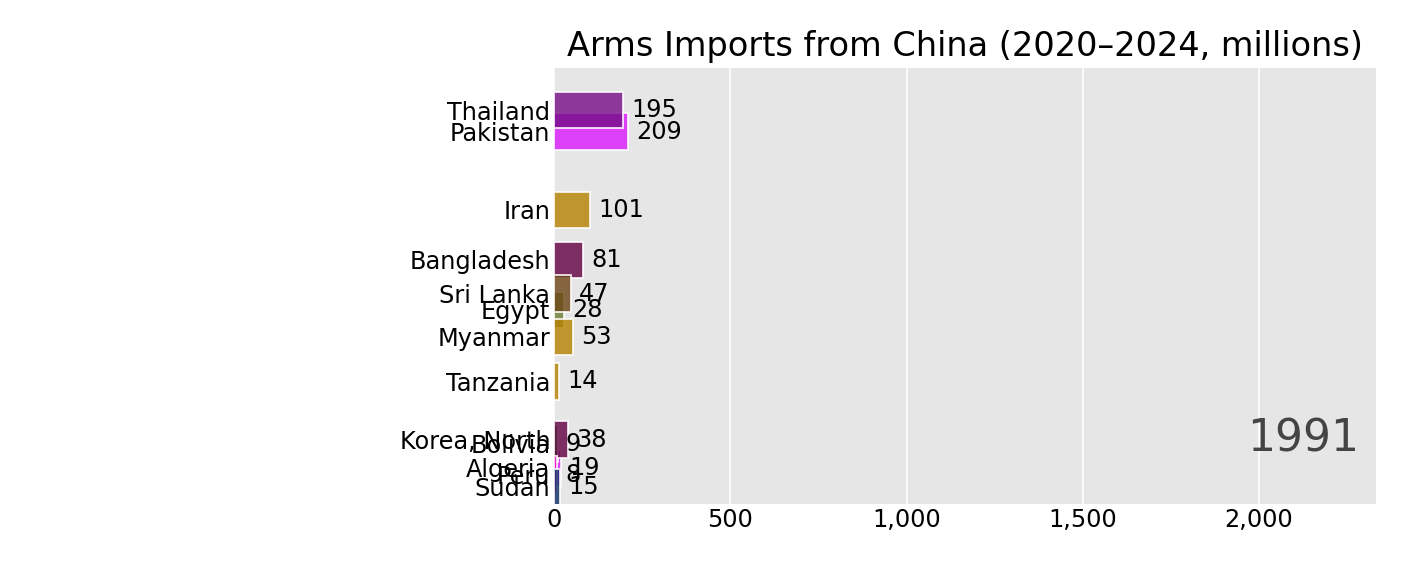 Arms Imports from China (2020–2024, millions)
Thailand 195
Pakistan 209
Iran 101
Bangladesh 81
Sri Lanka 47
Egypt 28
Myanmar 53
Tanzania 14
Korea, North 38
Bolivia 9
Algeria 19
Peru 8
Sudan 15
1991
0 500 1,000 1,500 2,000